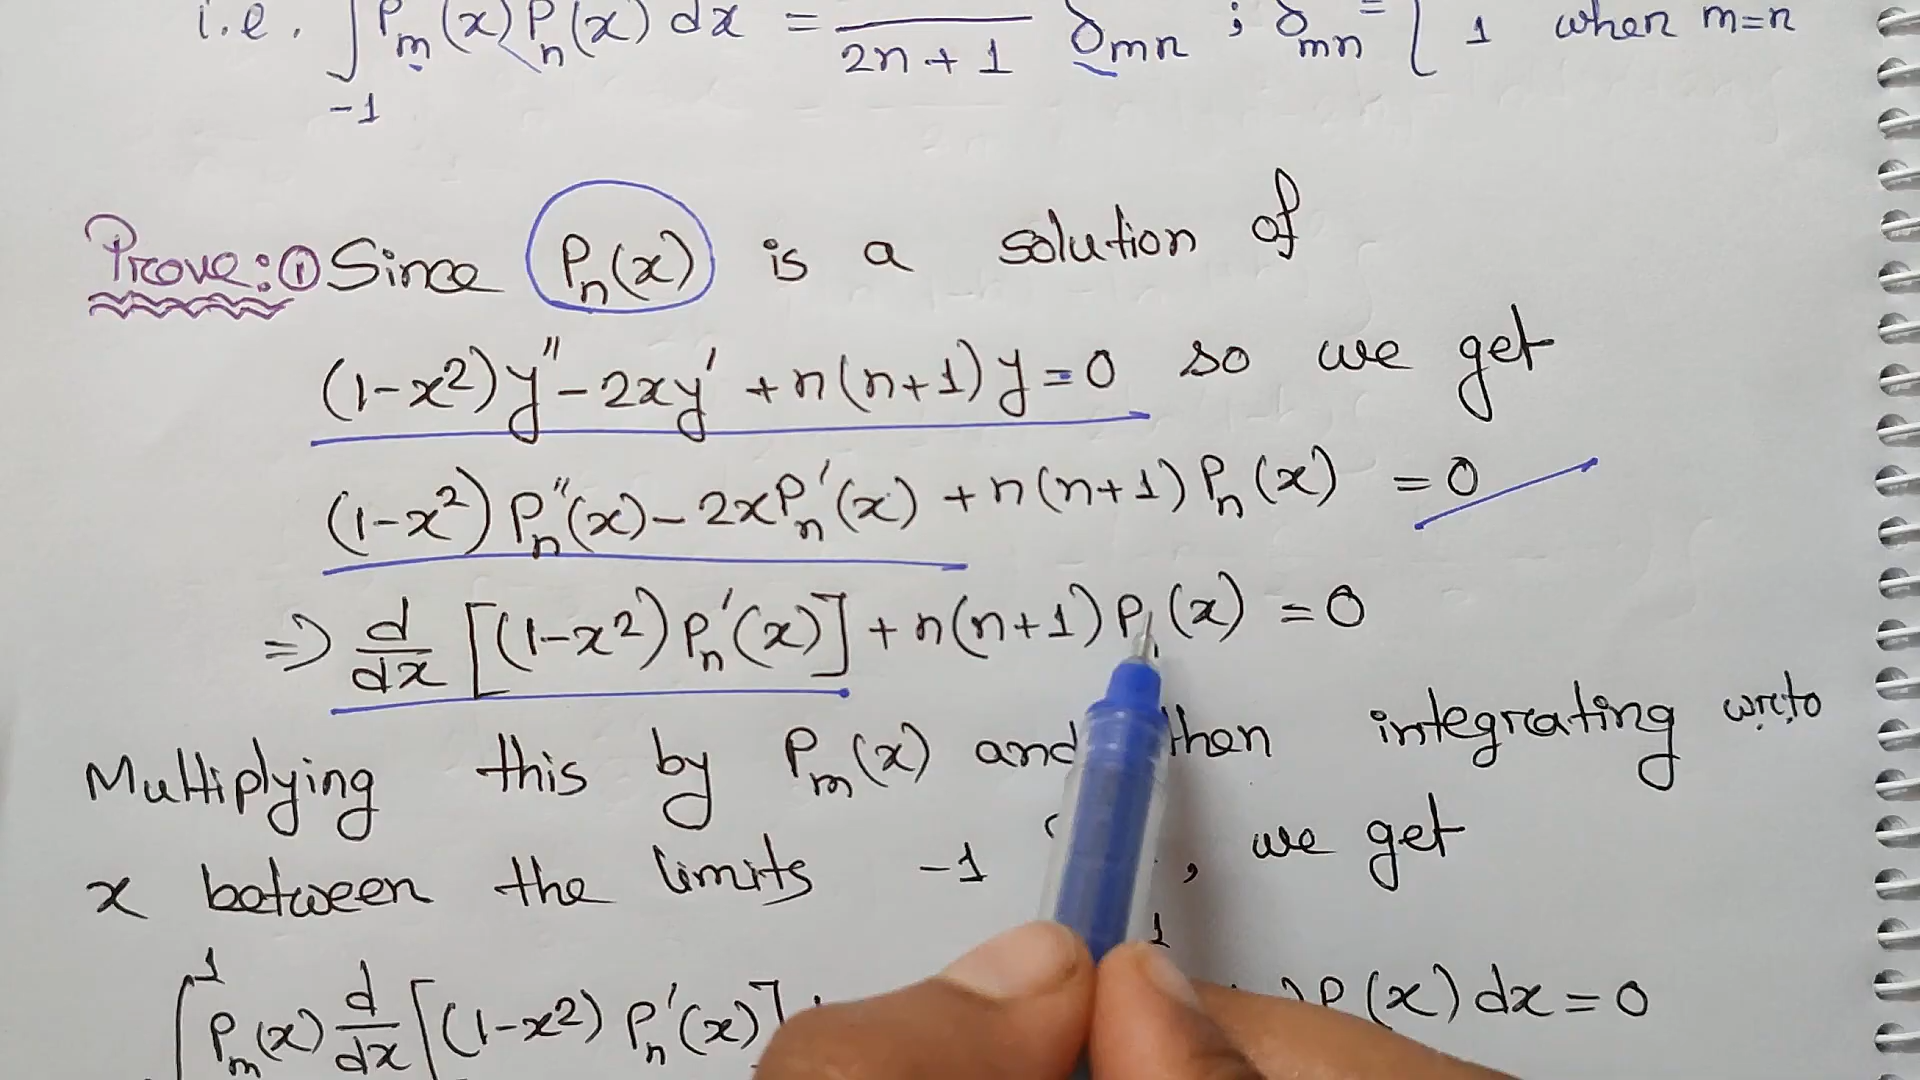 i.e. ∫ Pm(x) Pn(x) dx = ――― / 2n+1 δmn ; δmn = { 1 when m=n
-1
Prove: ① Since Pn(x) is a solution of
(1-x²)y''-2xy' +n(n+1)y=0 so we get
(1-x²)Pn''(x)-2xPn'(x)+n(n+1)Pn(x) =0
=> d/dx [(1-x²)Pn'(x)]+n(n+1)P(x) =0
Multiplying this by Pm(x) and then integrating w.r.to
x between the limits -1 , we get
∫ 1 Pm(x) d/dx [(1-x²) Pn'(x)] 1 P(x) dx = 0